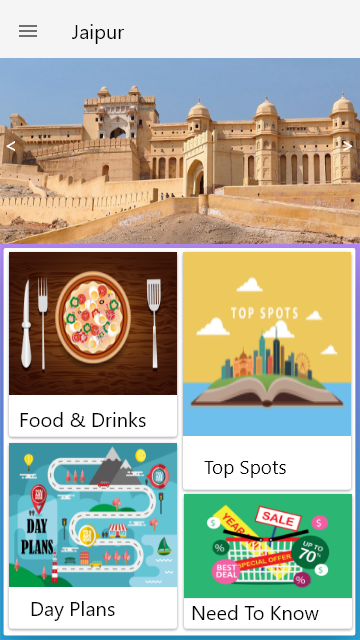 Jaipur
<
>
TOP SPOTS
Food & Drinks
Top Spots
"DAY
PLANS"
Day Plans
YEAR
SALE
SPECIAL OFFER
UP TO
70%
BEST
DEAL
%
%
$
$
Need To Know